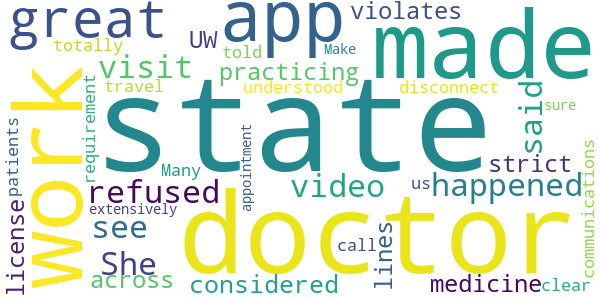 great
app
violates
made
totally
UW
told
Make
visit
practicing
travel
understood
disconnect
work
state
said
sure
requirement
patients
Many
strict
appointment
refused
video
us
happened
license
extensively
doctor
communications
see
She
call
lines
across
considered
medicine
clear